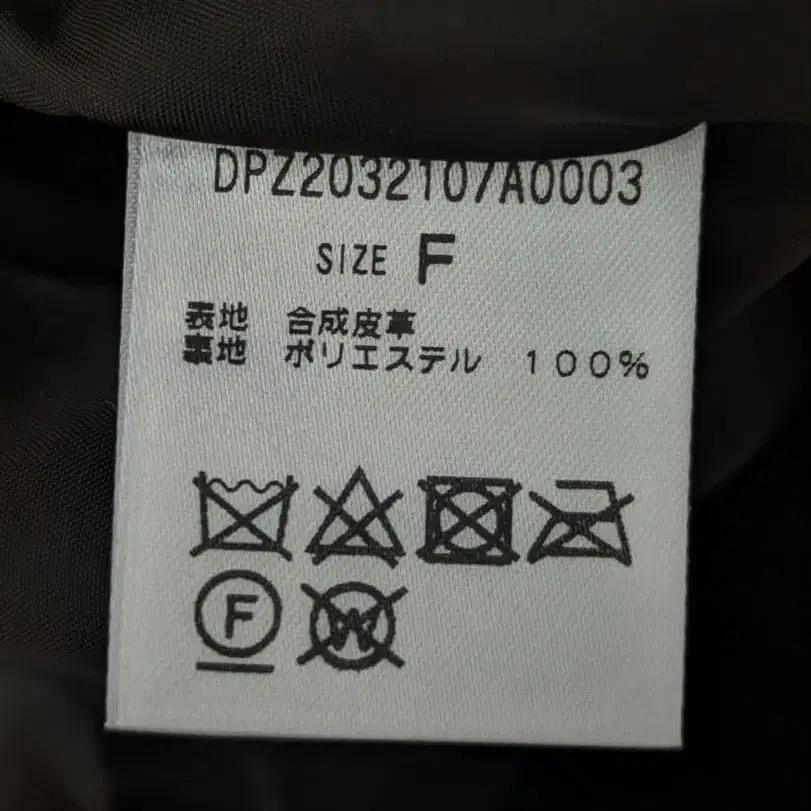 DPZ2032107A0003
SIZE F
表地 合成皮革
裏地 ポリエステル 100%
F W